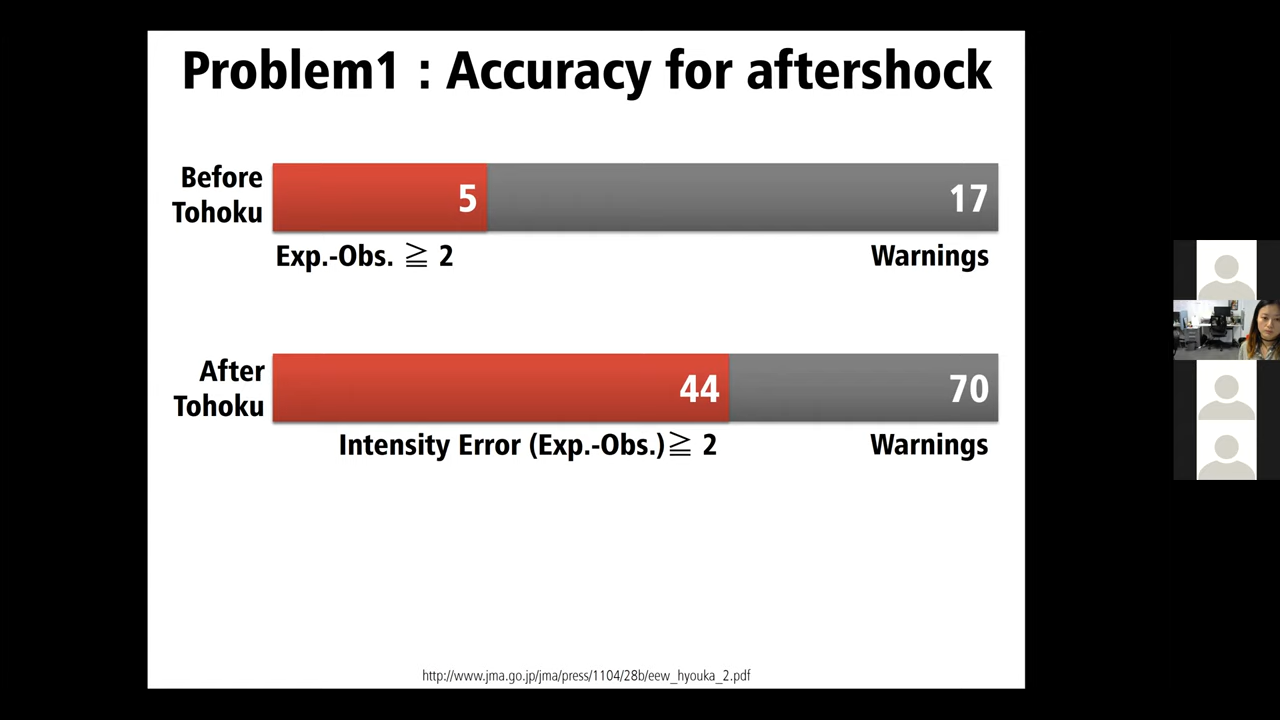 Problem1 : Accuracy for aftershock
Before
Tohoku
5
17
Exp.-Obs. ≧ 2
Warnings
After
Tohoku
44
70
Intensity Error (Exp.-Obs.)≧ 2
Warnings
http://www.jma.go.jp/jma/press/1104/28b/eew_hyouka_2.pdf